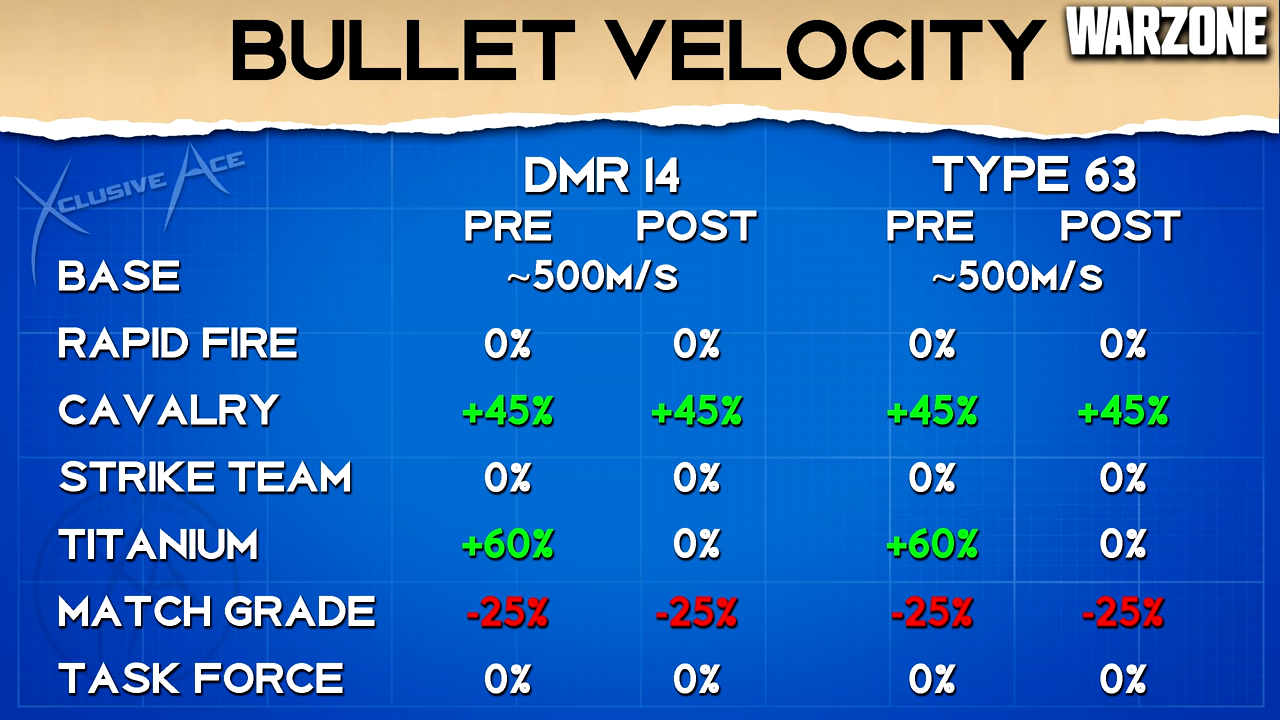 BULLET VELOCITY
WARZONE
XCLUSIVE ACE
DMR 14 TYPE 63
PRE POST PRE POST
BASE ~500M/S ~500M/S
RAPID FIRE 0% 0% 0% 0%
CAVALRY +45% +45% +45% +45%
STRIKE TEAM 0% 0% 0% 0%
TITANIUM +60% 0% +60% 0%
MATCH GRADE -25% -25% -25% -25%
TASK FORCE 0% 0% 0% 0%